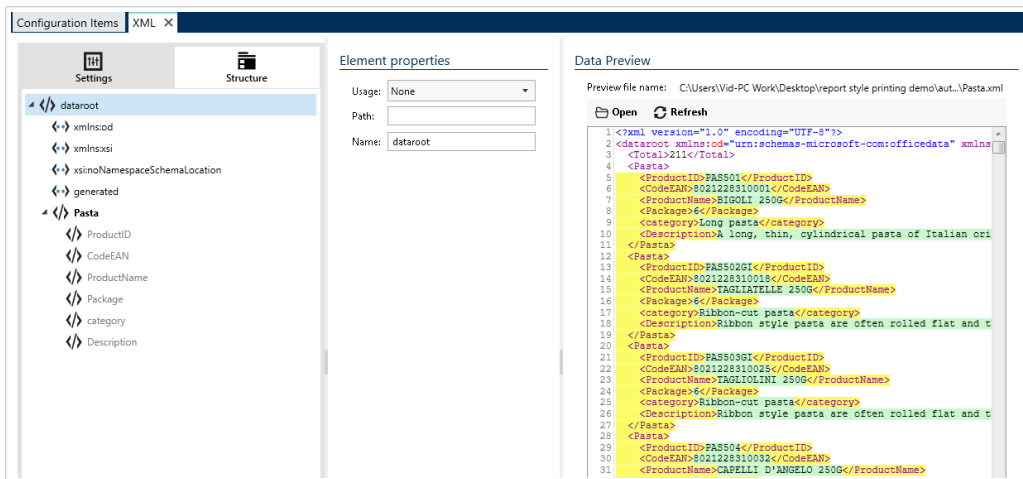 Configuration Items
XML
Settings
Structure
dataroot
xmlns:od
xmlns:xsi
xsi:noNamespaceSchemaLocation
generated
Pasta
ProductID
CodeEAN
ProductName
Package
category
Description
Element properties
Usage: None
Path:
Name: dataroot
Data Preview
Preview file name: C:\Users\Vid-PC Work\Desktop\report style printing demo\aut...\Pasta.xml
Open Refresh
1 <?xml version="1.0" encoding="UTF-8"?>
2 <dataroot xmlns:od="urn:schemas-microsoft-com:officedata" xmlns
3 <Total>211</Total>
4 <Pasta>
5 <ProductID>PAS501</ProductID>
6 <CodeEAN>8021228310001</CodeEAN>
7 <ProductName>BIGOLI 250G</ProductName>
8 <Package>6</Package>
9 <category>Long pasta</category>
10 <Description>A long, thin, cylindrical pasta of Italian ori
11 </Pasta>
12 <Pasta>
13 <ProductID>PAS502GI</ProductID>
14 <CodeEAN>8021228310018</CodeEAN>
15 <ProductName>TAGLIATELLE 250G</ProductName>
16 <Package>6</Package>
17 <category>Ribbon-cut pasta</category>
18 <Description>Ribbon style pasta are often rolled flat and t
19 </Pasta>
20 <Pasta>
21 <ProductID>PAS503GI</ProductID>
22 <CodeEAN>8021228310025</CodeEAN>
23 <ProductName>TAGLIOLINI 250G</ProductName>
24 <Package>6</Package>
25 <category>Ribbon-cut pasta</category>
26 <Description>Ribbon style pasta are often rolled flat and t
27 </Pasta>
28 <Pasta>
29 <ProductID>PAS504</ProductID>
30 <CodeEAN>8021228310032</CodeEAN>
31 <ProductName>CAPELLI D'ANGELO 250G</ProductName>